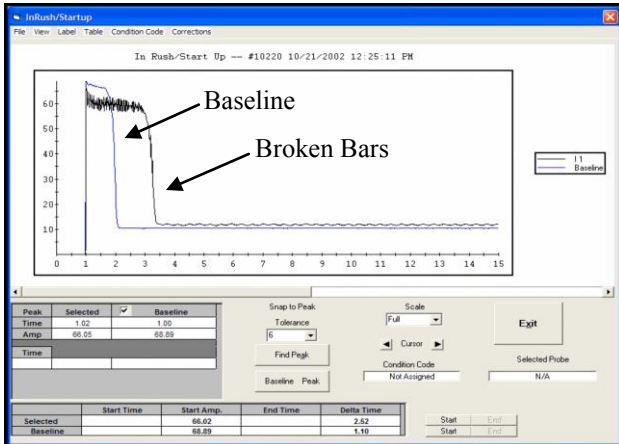 InRush/Startup
File View Label Table Condition Code Corrections
In Rush/Start Up -- #10220 10/21/2002 12:25:11 PM
60
50
40
30
20
10
0 1 2 3 4 5 6 7 8 9 10 11 12 13 14 15
Baseline
Broken Bars
I 1
Baseline
Peak Selected Baseline
Time 1.02 1.00
Amp 66.05 68.89
Time
Snap to Peak
Tolerance
6
Find Peak
Baseline Peak
Scale
Full
Cursor
Condition Code
Not Assigned
Exit
Selected Probe
N/A
Start Time Start Amp. End Time Delta Time
Selected 66.02 2.52
Baseline 68.89 1.10
Start End
Start End